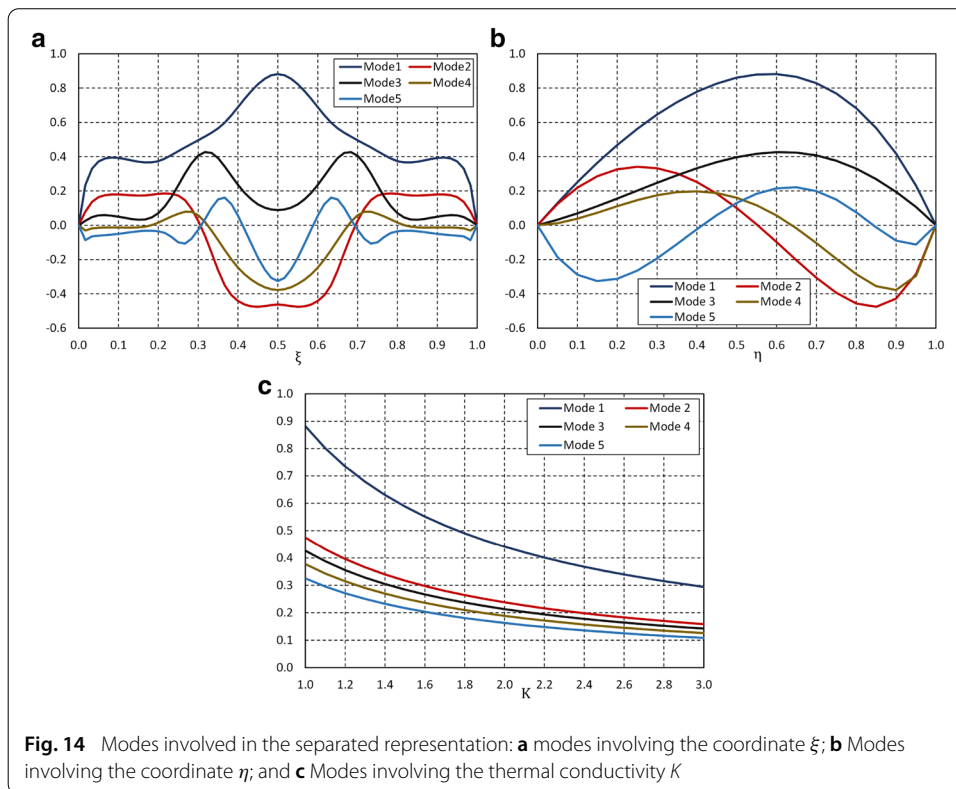 a
1.0
0.8
0.6
0.4
0.2
0.0
-0.2
-0.4
-0.6
0.0 0.1 0.2 0.3 0.4 0.5 0.6 0.7 0.8 0.9 1.0
ξ
Mode1 Mode2
Mode3 Mode4
Mode5
b
1.0
0.8
0.6
0.4
0.2
0.0
-0.2
-0.4
-0.6
0.0 0.1 0.2 0.3 0.4 0.5 0.6 0.7 0.8 0.9 1.0
η
Mode 1 Mode 2
Mode 3 Mode 4
Mode 5
c
1.0
0.9
0.8
0.7
0.6
0.5
0.4
0.3
0.2
0.1
0.0
1.0 1.2 1.4 1.6 1.8 2.0 2.2 2.4 2.6 2.8 3.0
K
Mode 1 Mode 2
Mode 3 Mode 4
Mode 5
Fig. 14 Modes involved in the separated representation: a modes involving the coordinate ξ; b Modes
involving the coordinate η; and c Modes involving the thermal conductivity K